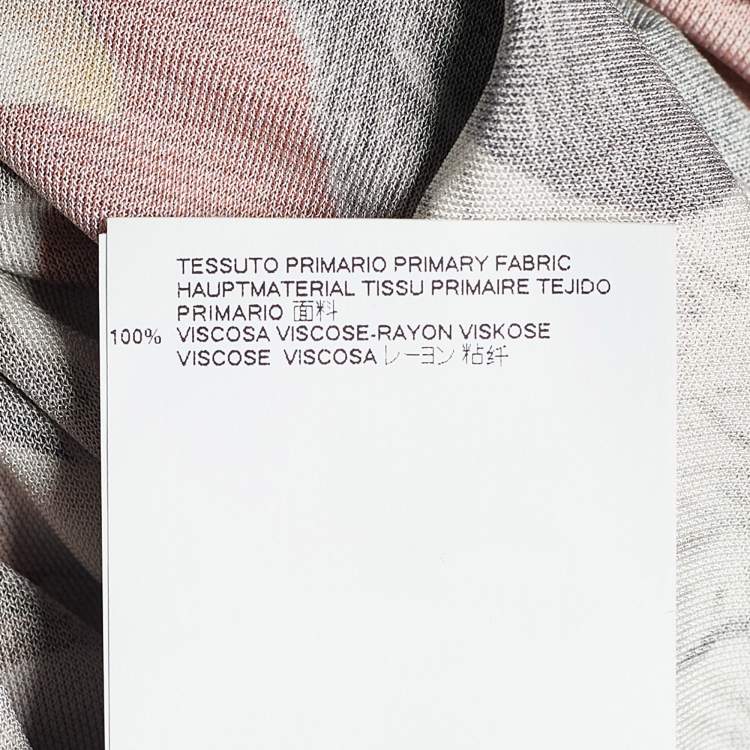 TESSUTO PRIMARIO PRIMARY FABRIC
HAUPTMATERIAL TISSU PRIMAIRE TEJIDO
PRIMARIO 面料
100% VISCOSA VISCOSE-RAYON VISKOSE
VISCOSE VISCOSA レーヨン 粘纤